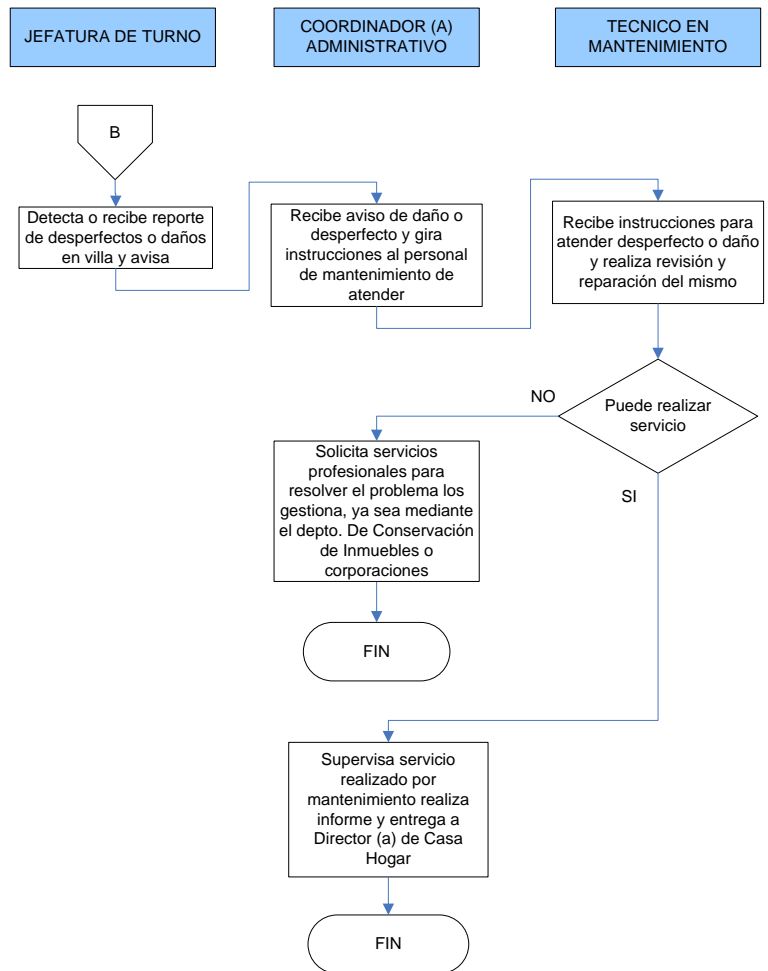 JEFATURA DE TURNO
COORDINADOR (A)
ADMINISTRATIVO
TECNICO EN
MANTENIMIENTO
B
Detecta o recibe reporte
de desperfectos o daños
en villa y avisa
Recibe aviso de daño o
desperfecto y gira
instrucciones al personal
de mantenimiento de
atender
Recibe instrucciones para
atender desperfecto o daño
y realiza revisión y
reparación del mismo
Puede realizar
servicio
NO
SI
Solicita servicios
profesionales para
resolver el problema los
gestiona, ya sea mediante
el depto. De Conservación
de Inmuebles o
corporaciones
FIN
Supervisa servicio
realizado por
mantenimiento realiza
informe y entrega a
Director (a) de Casa
Hogar
FIN